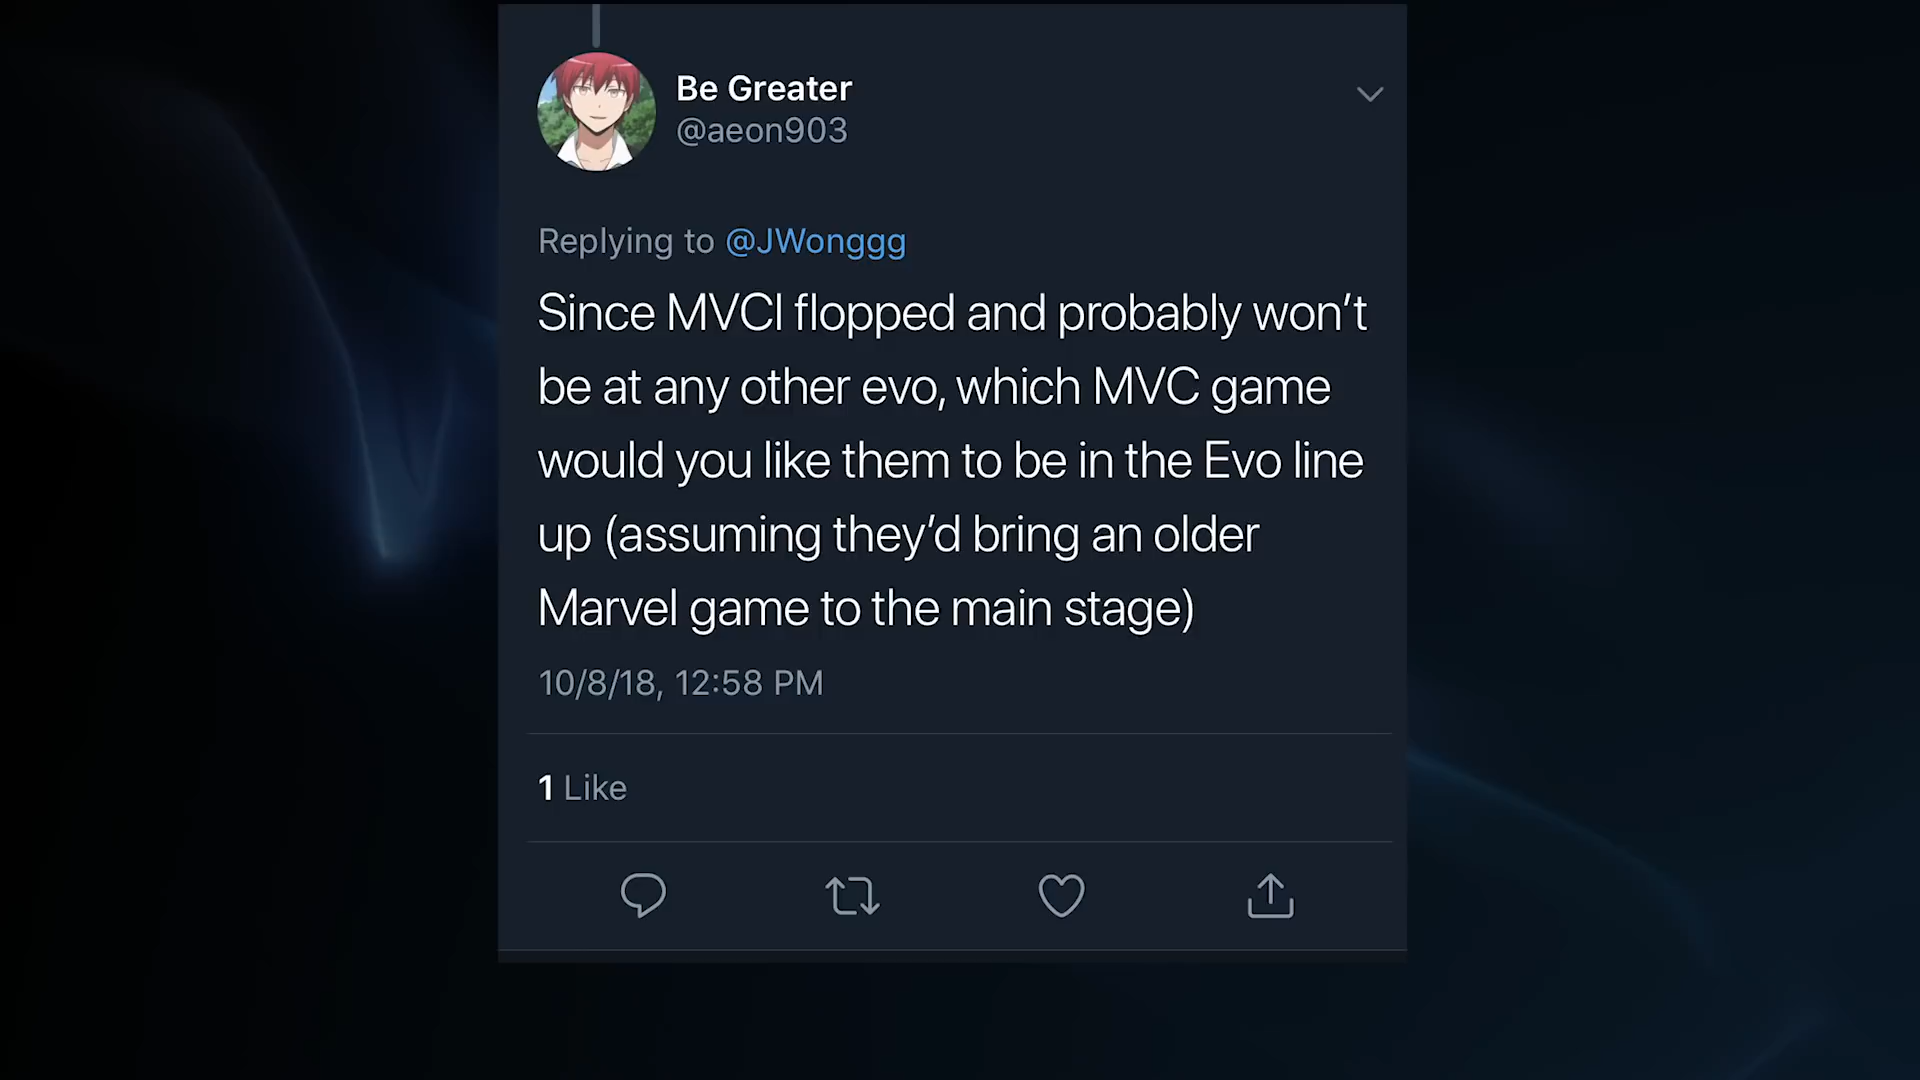 Be Greater
@aeon903
Replying to @JWonggg
Since MVCI flopped and probably won’t
be at any other evo, which MVC game
would you like them to be in the Evo line
up (assuming they’d bring an older
Marvel game to the main stage)
10/8/18, 12:58 PM
1 Like